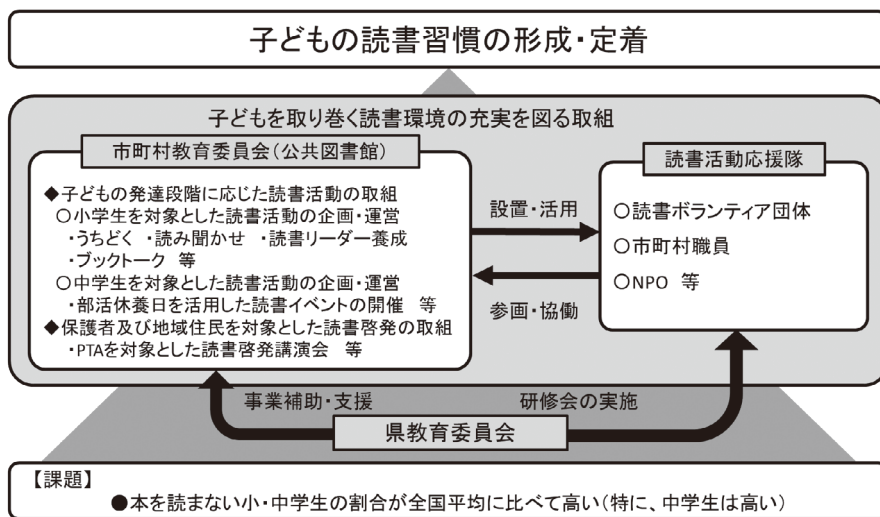 子どもの読書習慣の形成・定着
子どもを取り巻く読書環境の充実を図る取組
市町村教育委員会(公共図書館)
◆子どもの発達段階に応じた読書活動の取組
○小学生を対象とした読書活動の企画・運営
・うちどく ・読み聞かせ ・読書リーダー養成
・ブックトーク 等
○中学生を対象とした読書活動の企画・運営
・部活休養日を活用した読書イベントの開催 等
◆保護者及び地域住民を対象とした読書啓発の取組
・PTAを対象とした読書啓発講演会 等
設置・活用
参画・協働
読書活動応援隊
○読書ボランティア団体
○市町村職員
○NPO 等
事業補助・支援
研修会の実施
県教育委員会
【課題】
●本を読まない小・中学生の割合が全国平均に比べて高い(特に、中学生は高い)